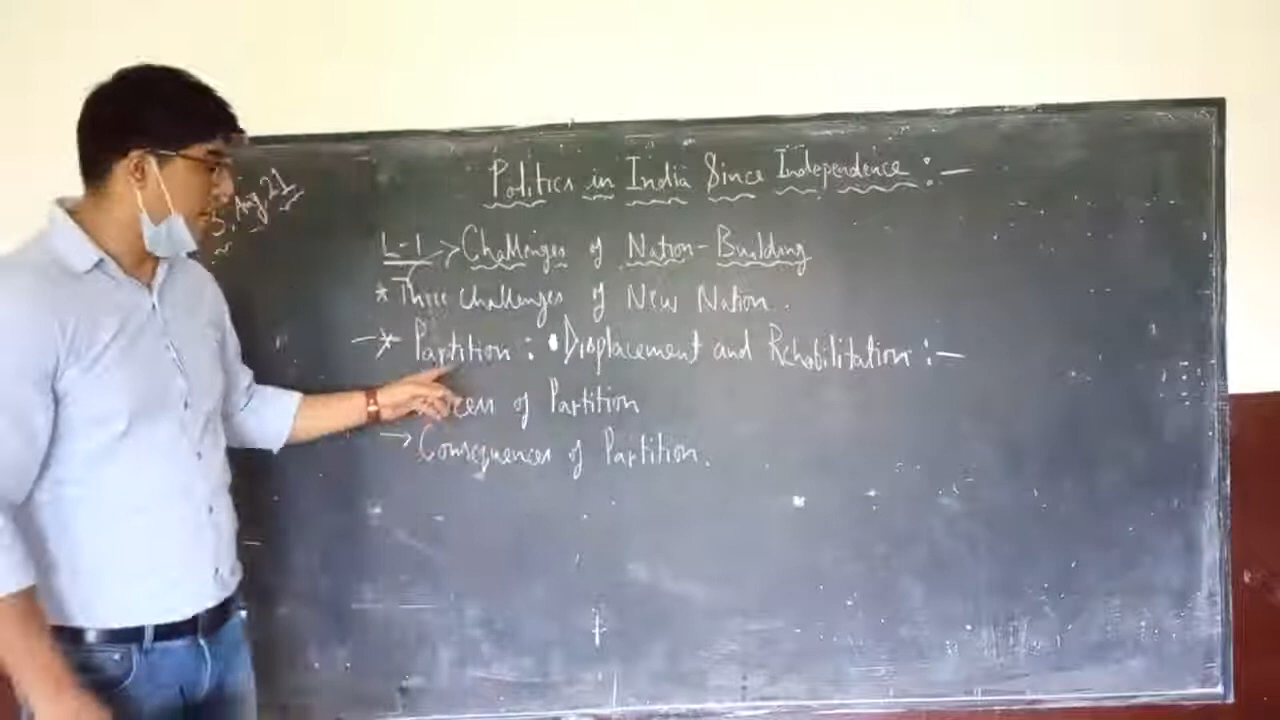 Politics in India Since Independence :-
5. Aug 21
L-1 > Challenges of Nation-Building
* Three Challenges of New Nation.
→* Partition : • Displacement and Rehabilitation :-
of Partition
→ Consequences of Partition.